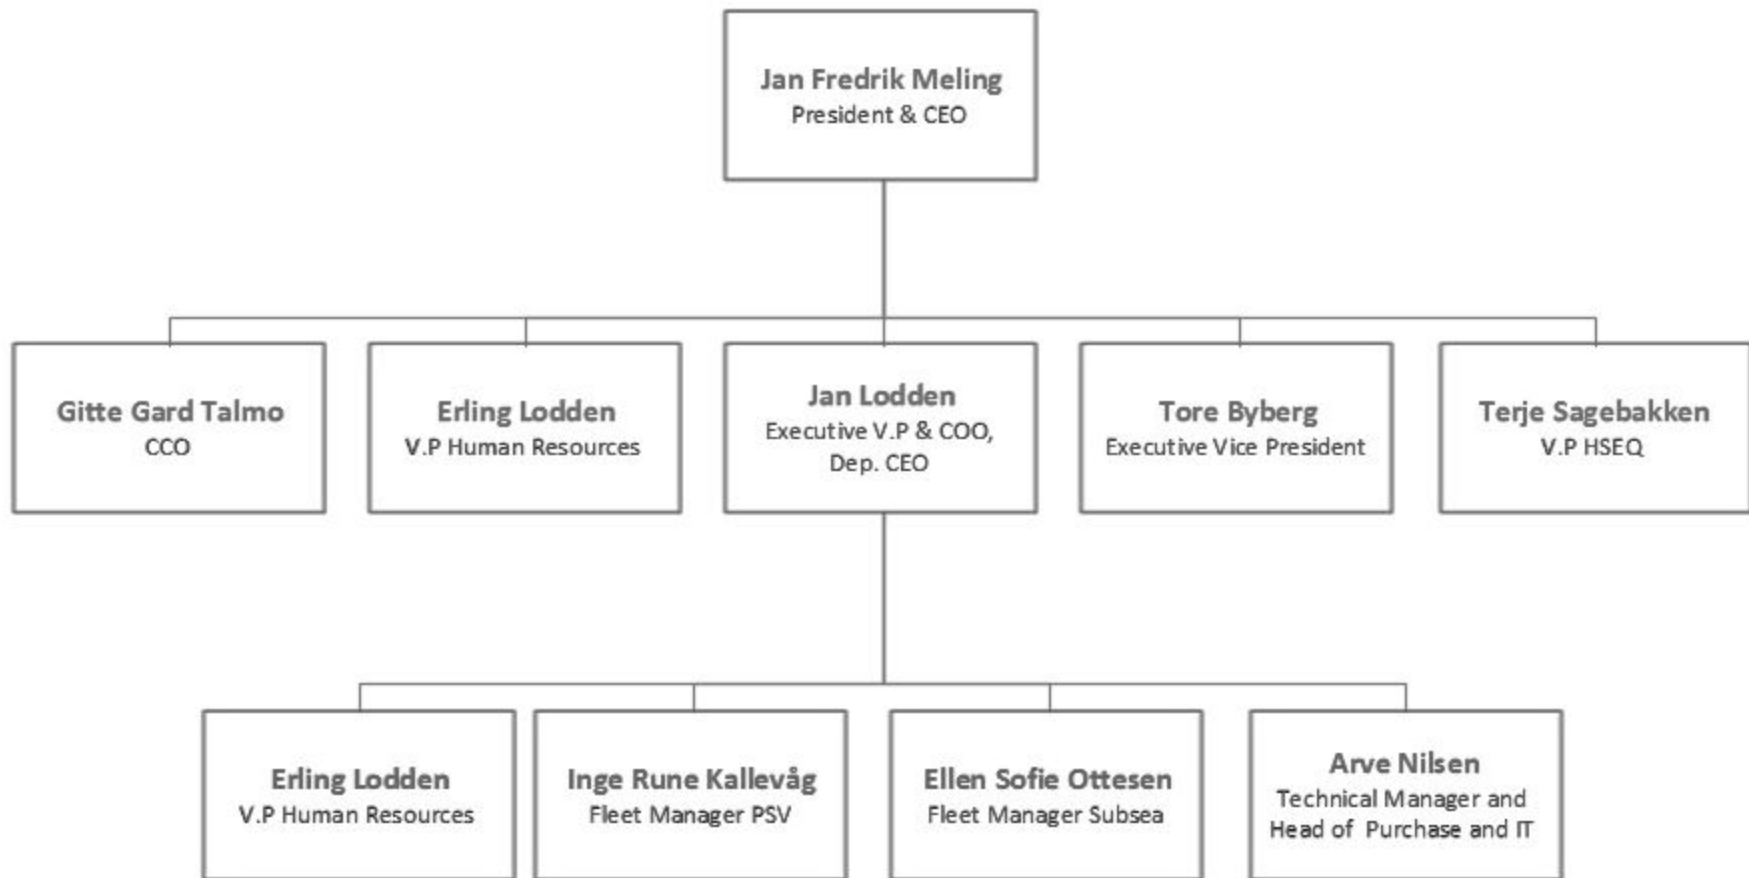 Jan Fredrik Meling
President & CEO
Gitte Gard Talmo
CCO
Erling Lodden
V.P Human Resources
Jan Lodden
Executive V.P & COO,
Dep. CEO
Tore Byberg
Executive Vice President
Terje Sagebakken
V.P HSEQ
Erling Lodden
V.P Human Resources
Inge Rune Kallevåg
Fleet Manager PSV
Ellen Sofie Ottesen
Fleet Manager Subsea
Arve Nilsen
Technical Manager and
Head of Purchase and IT